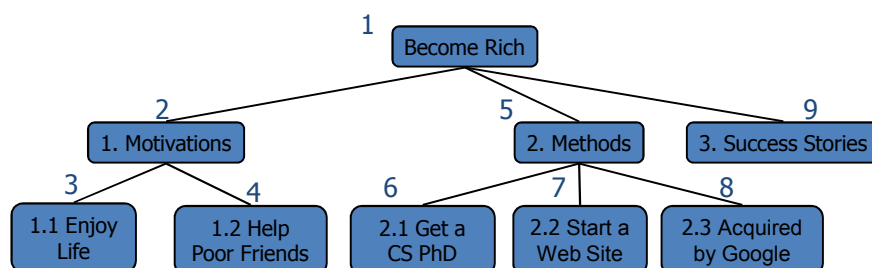 1
Become Rich
2
5
9
1. Motivations
2. Methods
3. Success Stories
3
4
6
7
8
1.1 Enjoy
Life
1.2 Help
Poor Friends
2.1 Get a
CS PhD
2.2 Start a
Web Site
2.3 Acquired
by Google